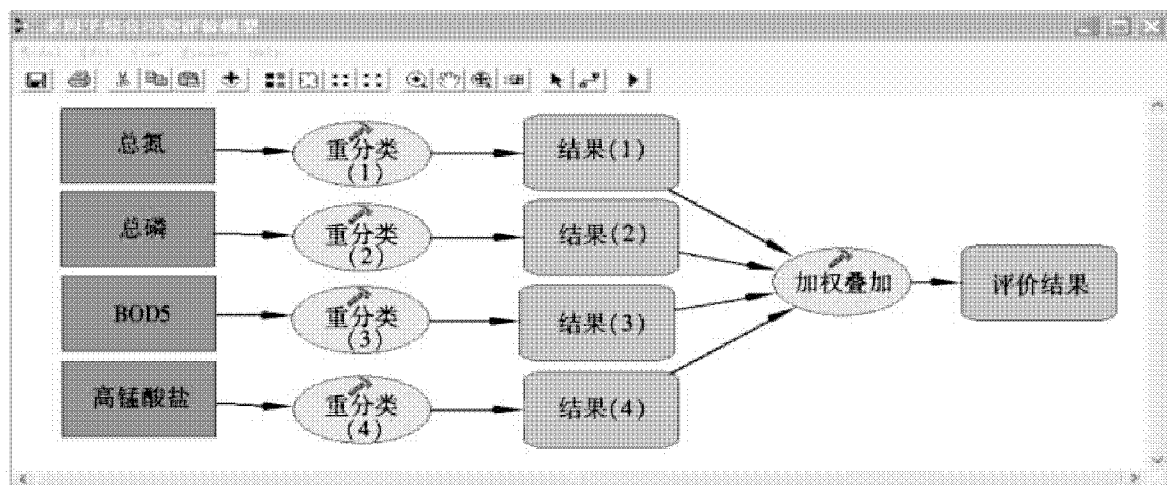 总氮
重分类
(1)
结果(1)
总磷
重分类
(2)
结果(2)
加权叠加
评价结果
BOD5
重分类
(3)
结果(3)
高锰酸盐
重分类
(4)
结果(4)